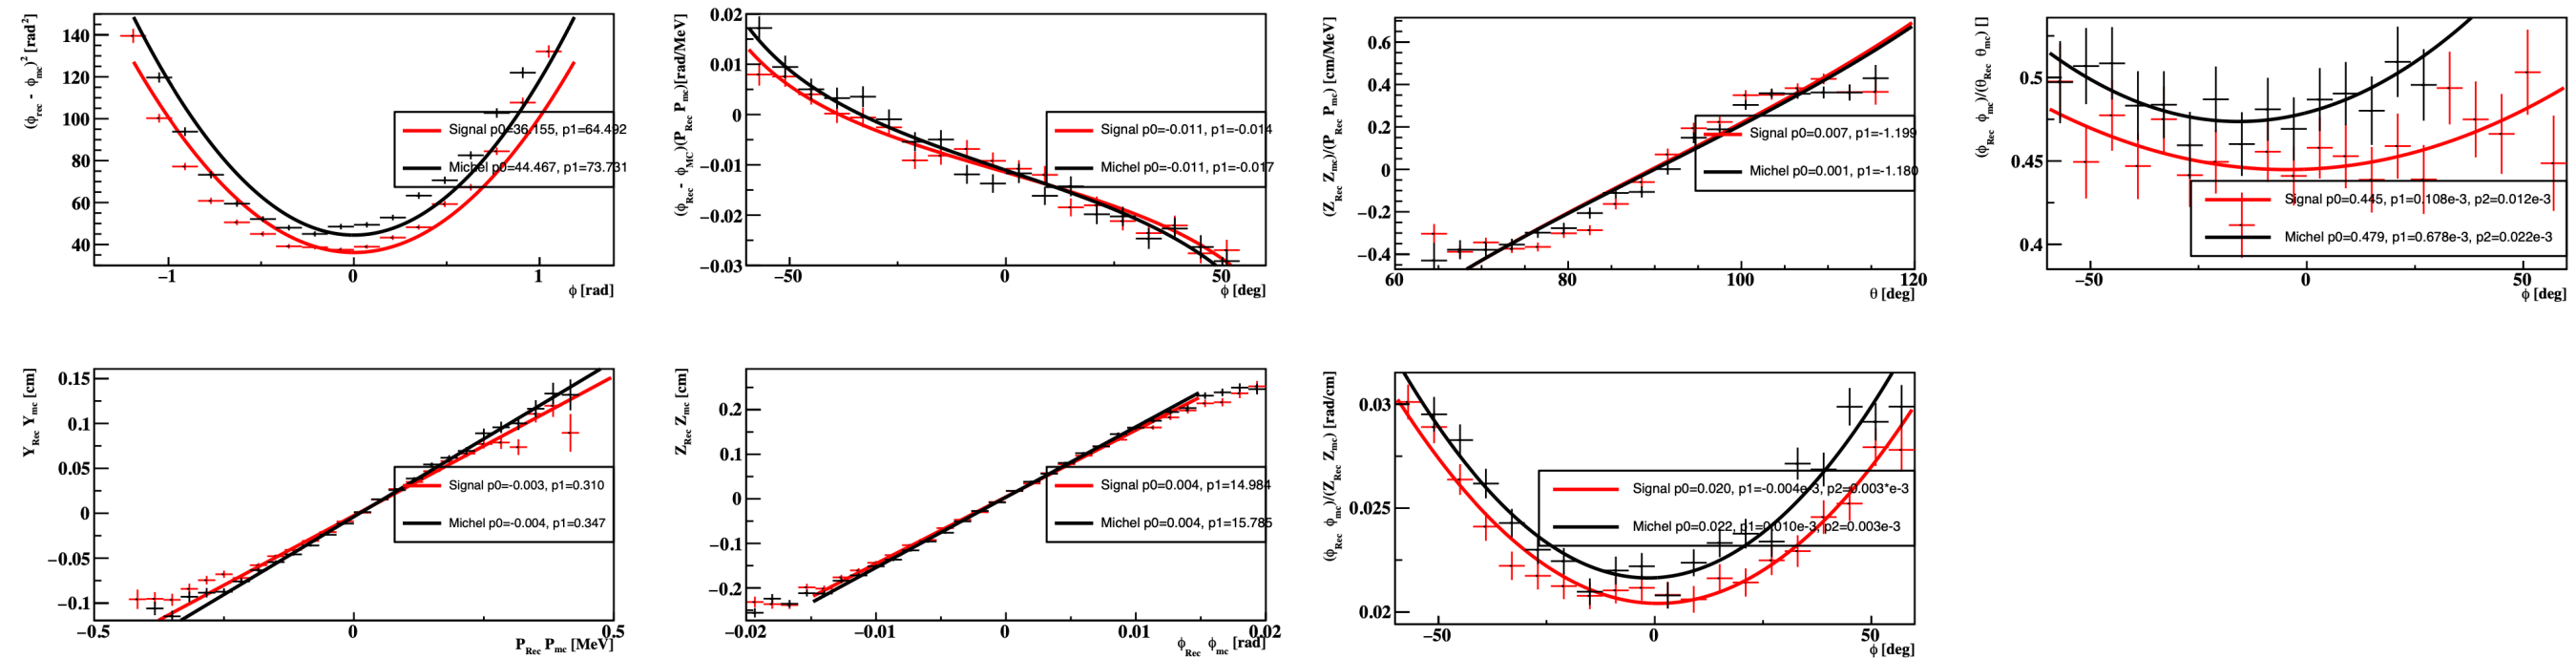 (ϕrec - ϕmc)² [rad²]
140
120
100
80
60
40
−1
0
1
ϕ [rad]
Signal p0=36.155, p1=64.492
Michel p0=44.467, p1=73.731
(ϕRec - ϕMC)(PRec Pmc)[rad/MeV]
0.02
0.01
0
−0.01
−0.02
−0.03
−50
0
50
ϕ [deg]
Signal p0=-0.011, p1=-0.014
Michel p0=-0.011, p1=-0.017
(ZRec Zmc)/(PRec Pmc) [cm/MeV]
0.6
0.4
0.2
0
−0.2
−0.4
60
80
100
120
θ [deg]
Signal p0=0.007, p1=-1.199
Michel p0=0.001, p1=-1.180
(ϕRec ϕmc)/(θRec θmc) []
0.5
0.45
0.4
−50
0
50
ϕ [deg]
Signal p0=0.445, p1=0.108e-3, p2=0.012e-3
Michel p0=0.479, p1=0.678e-3, p2=0.022e-3
YRec Ymc [cm]
0.15
0.1
0.05
0
−0.05
−0.1
−0.5
0
0.5
PRec Pmc [MeV]
Signal p0=-0.003, p1=0.310
Michel p0=-0.004, p1=0.347
ZRec Zmc [cm]
0.2
0.1
0
−0.1
−0.2
−0.02
−0.01
0
0.01
0.02
ϕRec ϕmc [rad]
Signal p0=0.004, p1=14.984
Michel p0=0.004, p1=15.785
(ϕRec ϕmc)/(ZRec Zmc) [rad/cm]
0.03
0.025
0.02
−50
0
50
ϕ [deg]
Signal p0=0.020, p1=-0.004e-3, p2=0.003*e-3
Michel p0=0.022, p1=0.010e-3, p2=0.003e-3